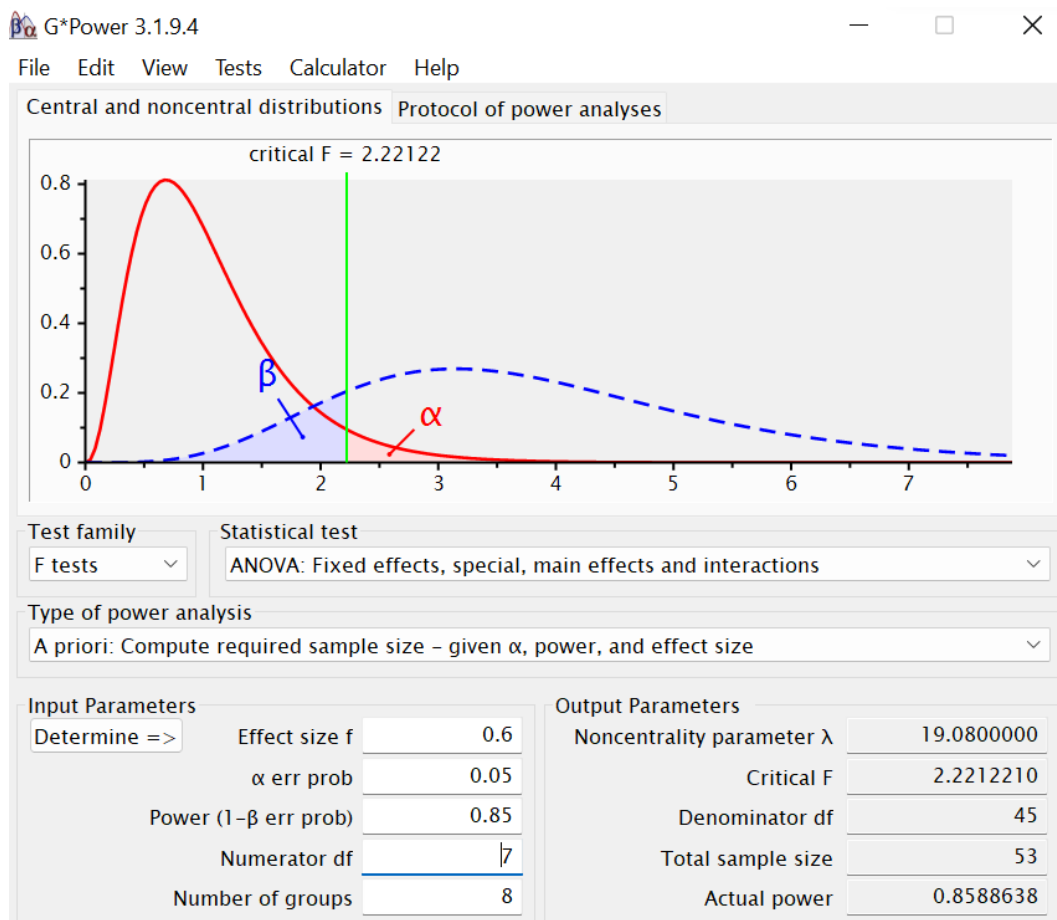 βα G*Power 3.1.9.4
File Edit View Tests Calculator Help
Central and noncentral distributions Protocol of power analyses
critical F = 2.22122
0.8
0.6
0.4
0.2
0
β
α
0 1 2 3 4 5 6 7
Test family Statistical test
F tests ANOVA: Fixed effects, special, main effects and interactions
Type of power analysis
A priori: Compute required sample size – given α, power, and effect size
Input Parameters Output Parameters
Determine => Effect size f 0.6 Noncentrality parameter λ 19.0800000
α err prob 0.05 Critical F 2.2212210
Power (1-β err prob) 0.85 Denominator df 45
Numerator df 7 Total sample size 53
Number of groups 8 Actual power 0.8588638